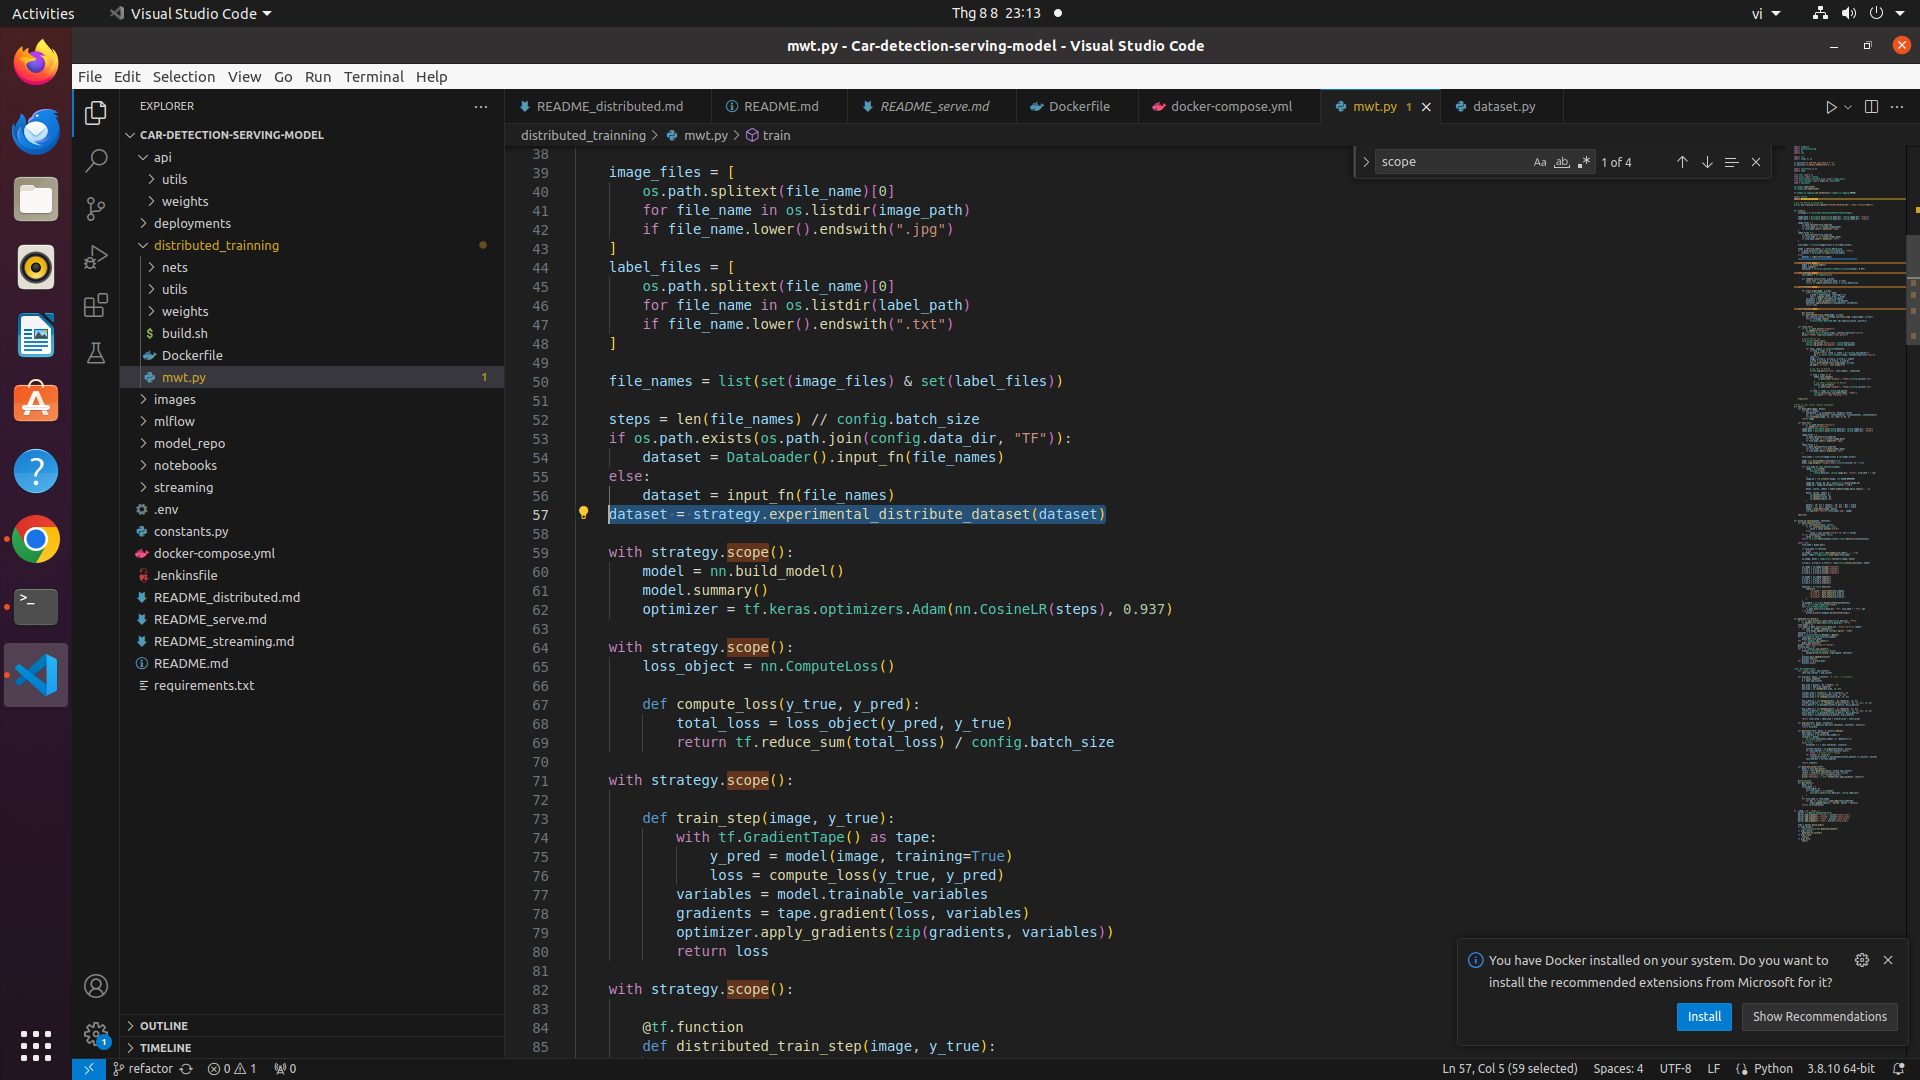 Activities
Visual Studio Code
Thg 8 8 23:13
vi
mwt.py - Car-detection-serving-model - Visual Studio Code
File Edit Selection View Go Run Terminal Help
EXPLORER
CAR-DETECTION-SERVING-MODEL
api
utils
weights
deployments
distributed_trainning
nets
utils
weights
build.sh
Dockerfile
mwt.py 1
images
mlflow
model_repo
notebooks
streaming
.env
constants.py
docker-compose.yml
Jenkinsfile
README_distributed.md
README_serve.md
README_streaming.md
README.md
requirements.txt
OUTLINE
TIMELINE
README_distributed.md README.md README_serve.md Dockerfile docker-compose.yml mwt.py 1 dataset.py
distributed_trainning > mwt.py > train
scope Aa ab .* 1 of 4
38
39 image_files = [
40 os.path.splitext(file_name)[0]
41 for file_name in os.listdir(image_path)
42 if file_name.lower().endswith(".jpg")
43 ]
44 label_files = [
45 os.path.splitext(file_name)[0]
46 for file_name in os.listdir(label_path)
47 if file_name.lower().endswith(".txt")
48 ]
49
50 file_names = list(set(image_files) & set(label_files))
51
52 steps = len(file_names) // config.batch_size
53 if os.path.exists(os.path.join(config.data_dir, "TF")):
54 dataset = DataLoader().input_fn(file_names)
55 else:
56 dataset = input_fn(file_names)
57 dataset = strategy.experimental_distribute_dataset(dataset)
58
59 with strategy.scope():
60 model = nn.build_model()
61 model.summary()
62 optimizer = tf.keras.optimizers.Adam(nn.CosineLR(steps), 0.937)
63
64 with strategy.scope():
65 loss_object = nn.ComputeLoss()
66
67 def compute_loss(y_true, y_pred):
68 total_loss = loss_object(y_pred, y_true)
69 return tf.reduce_sum(total_loss) / config.batch_size
70
71 with strategy.scope():
72
73 def train_step(image, y_true):
74 with tf.GradientTape() as tape:
75 y_pred = model(image, training=True)
76 loss = compute_loss(y_true, y_pred)
77 variables = model.trainable_variables
78 gradients = tape.gradient(loss, variables)
79 optimizer.apply_gradients(zip(gradients, variables))
80 return loss
81
82 with strategy.scope():
83
84 @tf.function
85 def distributed_train_step(image, y_true):
You have Docker installed on your system. Do you want to
install the recommended extensions from Microsoft for it?
Install Show Recommendations
1
refactor 0 1 0
Ln 57, Col 5 (59 selected) Spaces: 4 UTF-8 LF Python 3.8.10 64-bit